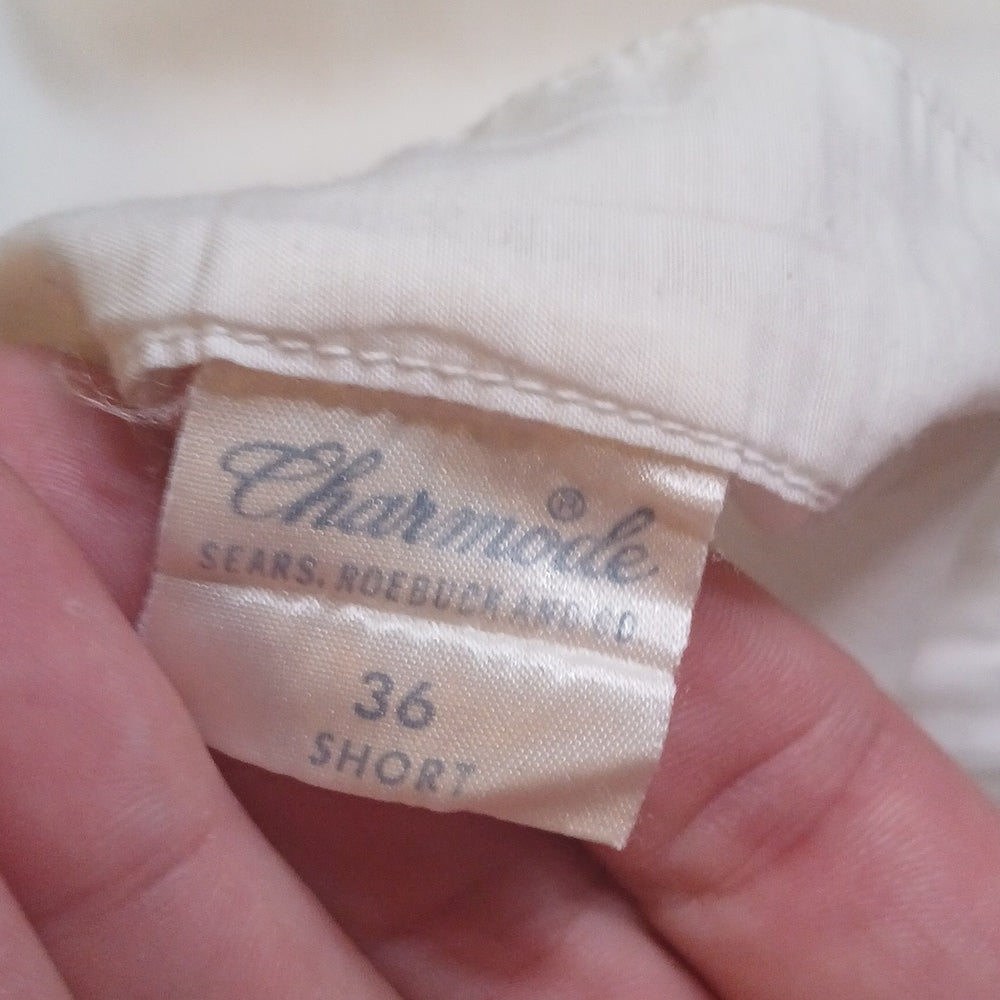 Charmode®
SEARS, ROEBUCK AND CO
36
SHORT